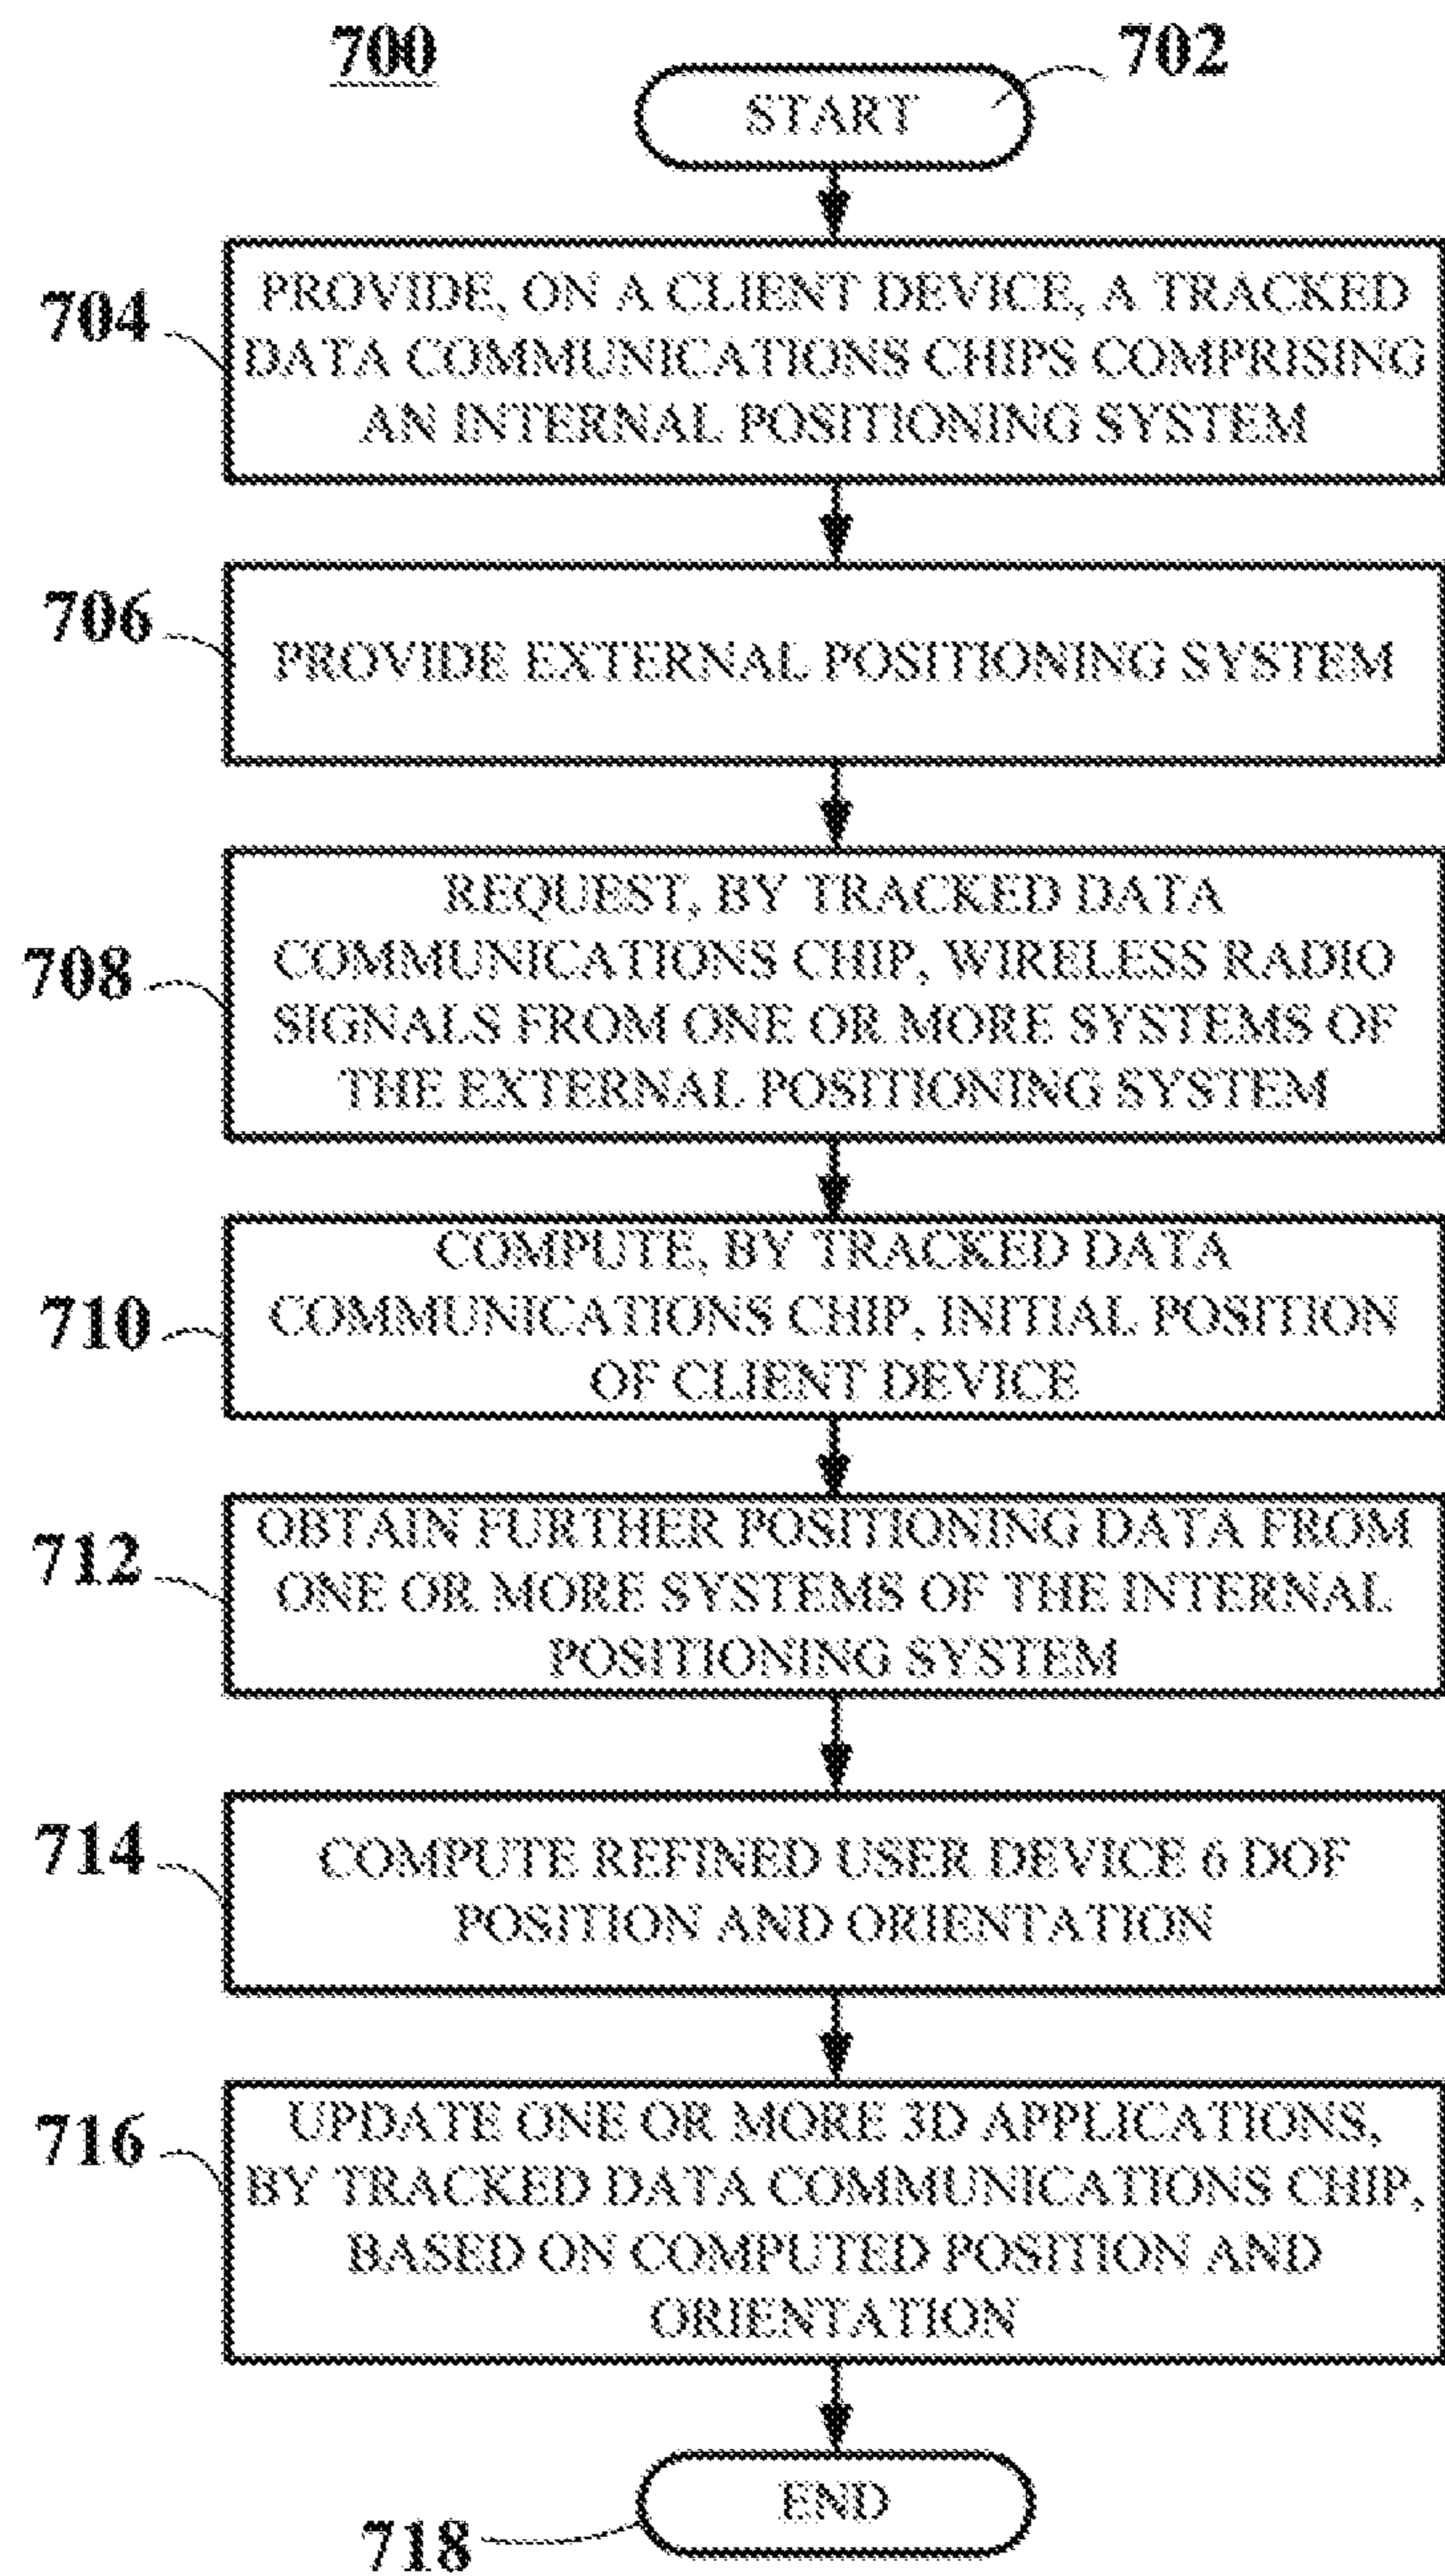 700
702
START
704
PROVIDE, ON A CLIENT DEVICE, A TRACKED
DATA COMMUNICATIONS CHIPS COMPRISING
AN INTERNAL POSITIONING SYSTEM
706
PROVIDE EXTERNAL POSITIONING SYSTEM
708
REQUEST, BY TRACKED DATA
COMMUNICATIONS CHIP, WIRELESS RADIO
SIGNALS FROM ONE OR MORE SYSTEMS OF
THE EXTERNAL POSITIONING SYSTEM
710
COMPUTE, BY TRACKED DATA
COMMUNICATIONS CHIP, INITIAL POSITION
OF CLIENT DEVICE
712
OBTAIN FURTHER POSITIONING DATA FROM
ONE OR MORE SYSTEMS OF THE INTERNAL
POSITIONING SYSTEM
714
COMPUTE REFINED USER DEVICE 6 DOF
POSITION AND ORIENTATION
716
UPDATE ONE OR MORE 3D APPLICATIONS,
BY TRACKED DATA COMMUNICATIONS CHIP,
BASED ON COMPUTED POSITION AND
ORIENTATION
END
718